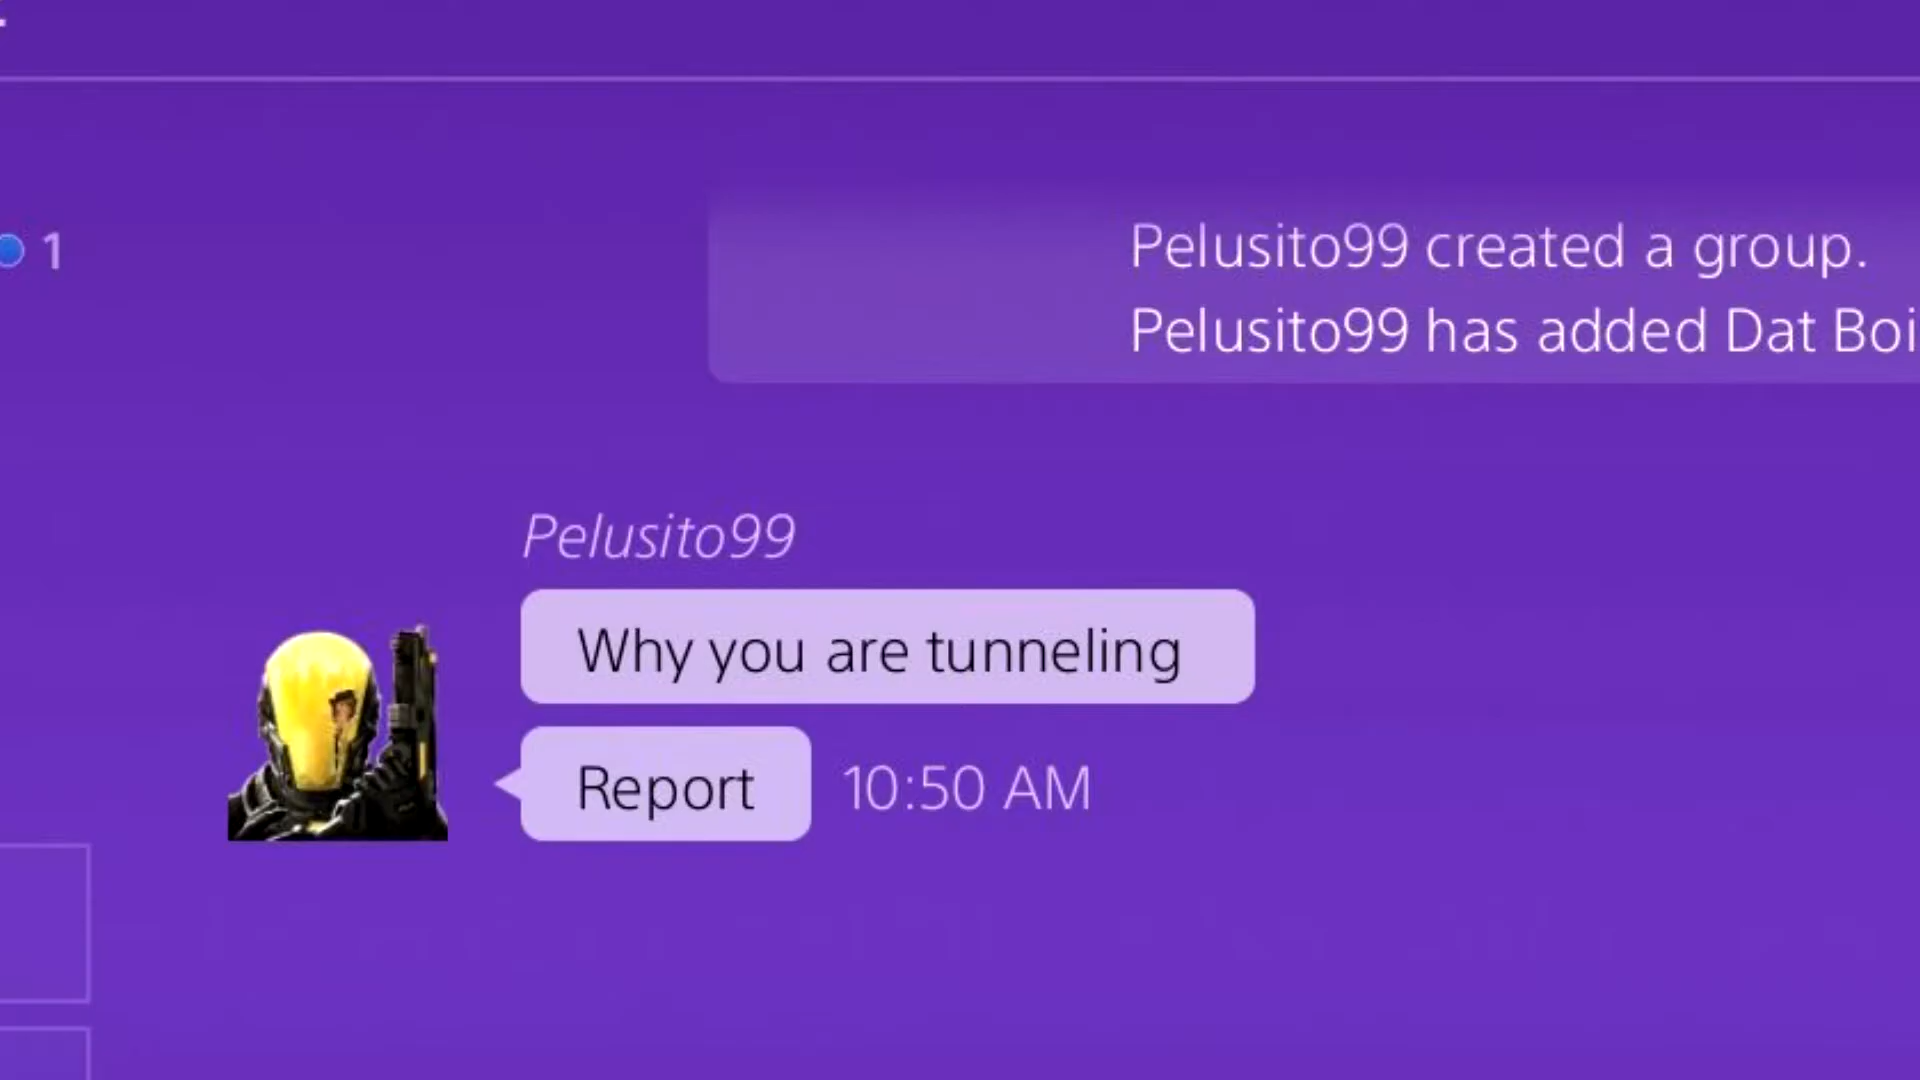 1
Pelusito99 created a group.
Pelusito99 has added Dat Boi
Pelusito99
Why you are tunneling
Report
10:50 AM